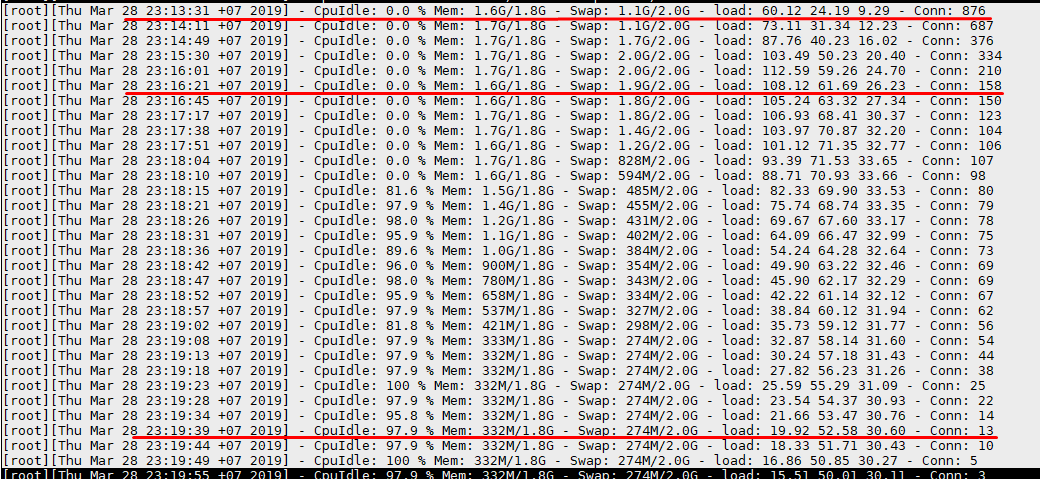 [root][Thu Mar 28 23:13:31 +07 2019] - CpuIdle: 0.0 % Mem: 1.6G/1.8G - Swap: 1.1G/2.0G - load: 60.12 24.19 9.29 - Conn: 876
[root][Thu Mar 28 23:14:11 +07 2019] - CpuIdle: 0.0 % Mem: 1.7G/1.8G - Swap: 1.1G/2.0G - load: 73.11 31.34 12.23 - Conn: 687
[root][Thu Mar 28 23:14:49 +07 2019] - CpuIdle: 0.0 % Mem: 1.7G/1.8G - Swap: 1.7G/2.0G - load: 87.76 40.23 16.02 - Conn: 376
[root][Thu Mar 28 23:15:30 +07 2019] - CpuIdle: 0.0 % Mem: 1.7G/1.8G - Swap: 2.0G/2.0G - load: 103.49 50.23 20.40 - Conn: 334
[root][Thu Mar 28 23:16:01 +07 2019] - CpuIdle: 0.0 % Mem: 1.7G/1.8G - Swap: 2.0G/2.0G - load: 112.59 59.26 24.70 - Conn: 210
[root][Thu Mar 28 23:16:21 +07 2019] - CpuIdle: 0.0 % Mem: 1.6G/1.8G - Swap: 1.9G/2.0G - load: 108.12 61.69 26.23 - Conn: 158
[root][Thu Mar 28 23:16:45 +07 2019] - CpuIdle: 0.0 % Mem: 1.6G/1.8G - Swap: 1.8G/2.0G - load: 105.24 63.32 27.34 - Conn: 150
[root][Thu Mar 28 23:17:17 +07 2019] - CpuIdle: 0.0 % Mem: 1.7G/1.8G - Swap: 1.8G/2.0G - load: 106.93 68.41 30.37 - Conn: 123
[root][Thu Mar 28 23:17:38 +07 2019] - CpuIdle: 0.0 % Mem: 1.7G/1.8G - Swap: 1.4G/2.0G - load: 103.97 70.87 32.20 - Conn: 104
[root][Thu Mar 28 23:17:51 +07 2019] - CpuIdle: 0.0 % Mem: 1.6G/1.8G - Swap: 1.2G/2.0G - load: 101.12 71.35 32.77 - Conn: 106
[root][Thu Mar 28 23:18:04 +07 2019] - CpuIdle: 0.0 % Mem: 1.7G/1.8G - Swap: 828M/2.0G - load: 93.39 71.53 33.65 - Conn: 107
[root][Thu Mar 28 23:18:10 +07 2019] - CpuIdle: 0.0 % Mem: 1.6G/1.8G - Swap: 594M/2.0G - load: 88.71 70.93 33.66 - Conn: 98
[root][Thu Mar 28 23:18:15 +07 2019] - CpuIdle: 81.6 % Mem: 1.5G/1.8G - Swap: 485M/2.0G - load: 82.33 69.90 33.53 - Conn: 80
[root][Thu Mar 28 23:18:21 +07 2019] - CpuIdle: 97.9 % Mem: 1.4G/1.8G - Swap: 455M/2.0G - load: 75.74 68.74 33.35 - Conn: 79
[root][Thu Mar 28 23:18:26 +07 2019] - CpuIdle: 98.0 % Mem: 1.2G/1.8G - Swap: 431M/2.0G - load: 69.67 67.60 33.17 - Conn: 78
[root][Thu Mar 28 23:18:31 +07 2019] - CpuIdle: 95.9 % Mem: 1.1G/1.8G - Swap: 402M/2.0G - load: 64.09 66.47 32.99 - Conn: 75
[root][Thu Mar 28 23:18:36 +07 2019] - CpuIdle: 89.6 % Mem: 1.0G/1.8G - Swap: 384M/2.0G - load: 54.24 64.28 32.64 - Conn: 73
[root][Thu Mar 28 23:18:42 +07 2019] - CpuIdle: 96.0 % Mem: 900M/1.8G - Swap: 354M/2.0G - load: 49.90 63.22 32.46 - Conn: 69
[root][Thu Mar 28 23:18:47 +07 2019] - CpuIdle: 98.0 % Mem: 780M/1.8G - Swap: 343M/2.0G - load: 45.90 62.17 32.29 - Conn: 69
[root][Thu Mar 28 23:18:52 +07 2019] - CpuIdle: 95.9 % Mem: 658M/1.8G - Swap: 334M/2.0G - load: 42.22 61.14 32.12 - Conn: 67
[root][Thu Mar 28 23:18:57 +07 2019] - CpuIdle: 97.9 % Mem: 537M/1.8G - Swap: 327M/2.0G - load: 38.84 60.12 31.94 - Conn: 62
[root][Thu Mar 28 23:19:02 +07 2019] - CpuIdle: 81.8 % Mem: 421M/1.8G - Swap: 298M/2.0G - load: 35.73 59.12 31.77 - Conn: 56
[root][Thu Mar 28 23:19:08 +07 2019] - CpuIdle: 97.9 % Mem: 333M/1.8G - Swap: 274M/2.0G - load: 32.87 58.14 31.60 - Conn: 54
[root][Thu Mar 28 23:19:13 +07 2019] - CpuIdle: 97.9 % Mem: 332M/1.8G - Swap: 274M/2.0G - load: 30.24 57.18 31.43 - Conn: 44
[root][Thu Mar 28 23:19:18 +07 2019] - CpuIdle: 97.9 % Mem: 332M/1.8G - Swap: 274M/2.0G - load: 27.82 56.23 31.26 - Conn: 38
[root][Thu Mar 28 23:19:23 +07 2019] - CpuIdle: 100 % Mem: 332M/1.8G - Swap: 274M/2.0G - load: 25.59 55.29 31.09 - Conn: 25
[root][Thu Mar 28 23:19:28 +07 2019] - CpuIdle: 97.9 % Mem: 332M/1.8G - Swap: 274M/2.0G - load: 23.54 54.37 30.93 - Conn: 22
[root][Thu Mar 28 23:19:34 +07 2019] - CpuIdle: 95.8 % Mem: 332M/1.8G - Swap: 274M/2.0G - load: 21.66 53.47 30.76 - Conn: 14
[root][Thu Mar 28 23:19:39 +07 2019] - CpuIdle: 97.9 % Mem: 332M/1.8G - Swap: 274M/2.0G - load: 19.92 52.58 30.60 - Conn: 13
[root][Thu Mar 28 23:19:44 +07 2019] - CpuIdle: 97.9 % Mem: 332M/1.8G - Swap: 274M/2.0G - load: 18.33 51.71 30.43 - Conn: 10
[root][Thu Mar 28 23:19:49 +07 2019] - CpuIdle: 100 % Mem: 332M/1.8G - Swap: 274M/2.0G - load: 16.86 50.85 30.27 - Conn: 5
[root][Thu Mar 28 23:19:55 +07 2019] - CpuIdle: 97.9 % Mem: 332M/1.8G - Swap: 274M/2.0G - load: 15.51 50.01 30.11 - Conn: 3